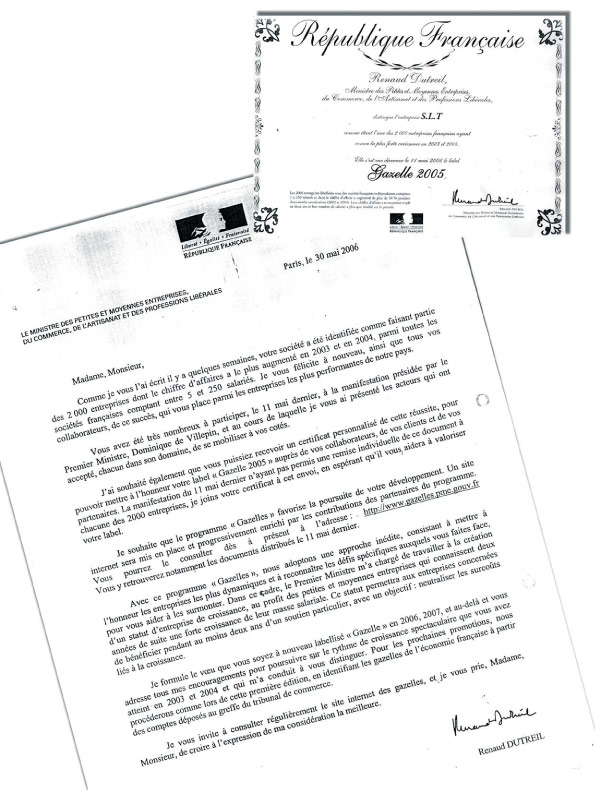 République Française
Renaud Dutreil,
Ministre des Petites et Moyennes Entreprises,
du Commerce, de l'Artisanat et des Professions Libérales,
distingue l'entreprise S.L.T
comme étant l'une des 2 000 entreprises françaises ayant
connu la plus forte croissance en 2003 et 2004.
Elle s'est vue décerner le 11 mai 2006 le label
Gazelle 2005.
Renaud Dutreil
Liberté • Égalité • Fraternité
RÉPUBLIQUE FRANÇAISE
Paris, le 30 mai 2006
LE MINISTRE DES PETITES ET MOYENNES ENTREPRISES,
DU COMMERCE, DE L'ARTISANAT ET DES PROFESSIONS LIBÉRALES
Madame, Monsieur,
Comme je vous l'ai écrit il y a quelques semaines, votre société a été identifiée comme faisant partie
des 2 000 entreprises dont le chiffre d'affaires a le plus augmenté en 2003 et en 2004, parmi toutes les
sociétés françaises comptant entre 5 et 250 salariés. Je vous félicite à nouveau, ainsi que tous vos
collaborateurs, de ce succès, qui vous place parmi les entreprises les plus performantes de notre pays.
Vous avez été très nombreux à participer, le 11 mai dernier, à la manifestation présidée par le
Premier Ministre, Dominique de Villepin, et au cours de laquelle je vous ai présenté les acteurs qui ont
accepté, chacun dans son domaine, de se mobiliser à vos côtés.
J'ai souhaité également que vous puissiez recevoir un certificat personnalisé de cette réussite, pour
pouvoir mettre à l'honneur votre label « Gazelle 2005 » auprès de vos collaborateurs, de vos clients et de vos
partenaires. La manifestation du 11 mai dernier n'ayant pas permis une remise individuelle de ce document à
chacune des 2000 entreprises, je joins votre certificat à cet envoi, en espérant qu'il vous aidera à valoriser
votre label.
Je souhaite que le programme « Gazelles » favorise la poursuite de votre développement. Un site
internet sera mis en place et progressivement enrichi par les contributions des partenaires du programme.
Vous pourrez le consulter dès à présent à l'adresse : http://www.gazelles.pme.gouv.fr
Vous y retrouverez notamment les documents distribués le 11 mai dernier.
Avec ce programme « Gazelles », nous adoptons une approche inédite, consistant à mettre à
l'honneur les entreprises les plus dynamiques et à reconnaître les défis spécifiques auxquels vous faites face,
pour vous aider à les surmonter. Dans ce cadre, le Premier Ministre m'a chargé de travailler à la création
d'un statut d'entreprise de croissance, au profit des petites et moyennes entreprises qui connaissent deux
années de suite une forte croissance de leur masse salariale. Ce statut permettra aux entreprises concernées
de bénéficier pendant au moins deux ans d'un soutien particulier, avec un objectif : neutraliser les surcoûts
liés à la croissance.
Je formule le vœu que vous soyez à nouveau labellisé « Gazelle » en 2006, 2007, et au-delà et vous
adresse tous mes encouragements pour poursuivre sur le rythme de croissance spectaculaire que vous avez
atteint en 2003 et 2004 et qui m'a conduit à vous distinguer. Pour les prochaines promotions, nous
procéderons comme lors de cette première édition, en identifiant les gazelles de l'économie française à partir
des comptes déposés au greffe du tribunal de commerce.
Je vous invite à consulter régulièrement le site internet des gazelles, et je vous prie, Madame,
Monsieur, de croire à l'expression de ma considération la meilleure.
Renaud Dutreil
Renaud DUTREIL